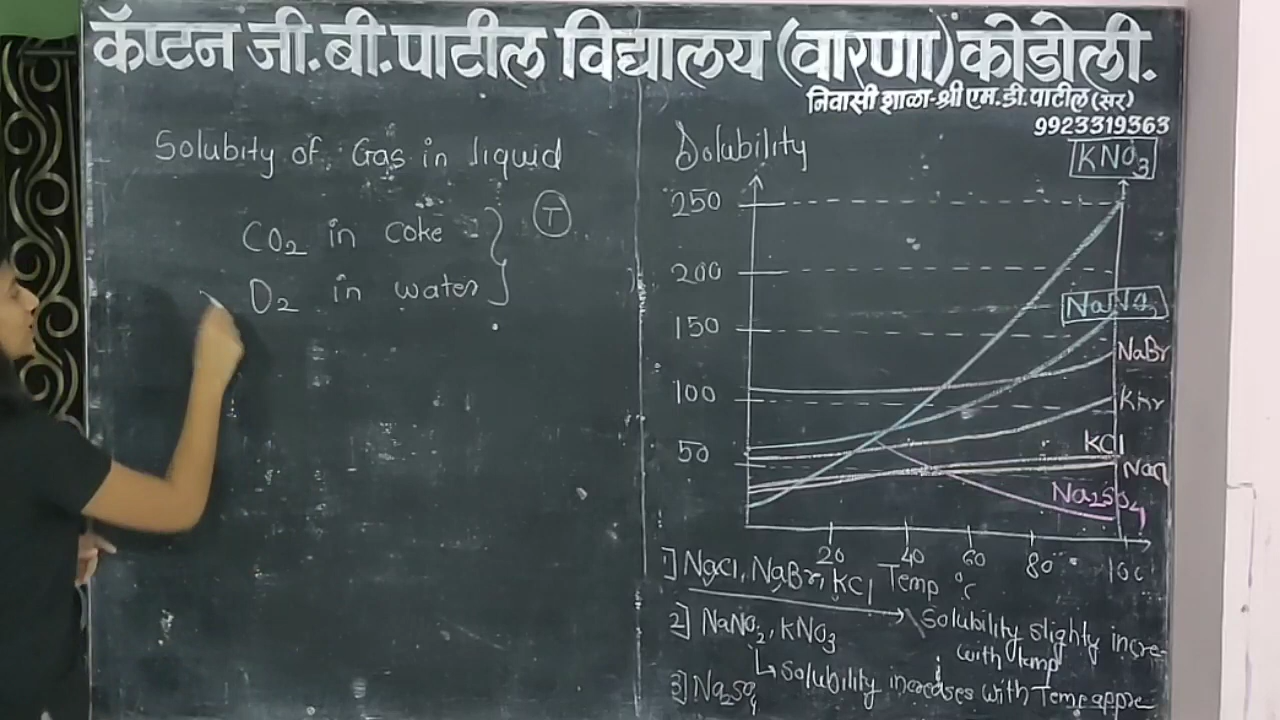 कॅप्टन जी.बी.पाटील विद्यालय (वारणा) कोडोली.
निवासी शाळा-श्री एम.डी.पाटील (सर)
9923319363
Solubity of Gas in liquid
CO₂ in coke
O₂ in water
T
Solubility
KNO₃
250
200
150
100
50
NaNO₃
NaBr
KBr
KCl
NaCl
Na₂SO₄
20 40 60 80 100
Temp °c
1] NaCl, NaBr, KCl
→ Solubility slighty incre-
with temp
2] NaNO₂, KNO₃
↳ Solubility increases with Temp appre
3] Na₂SO₄